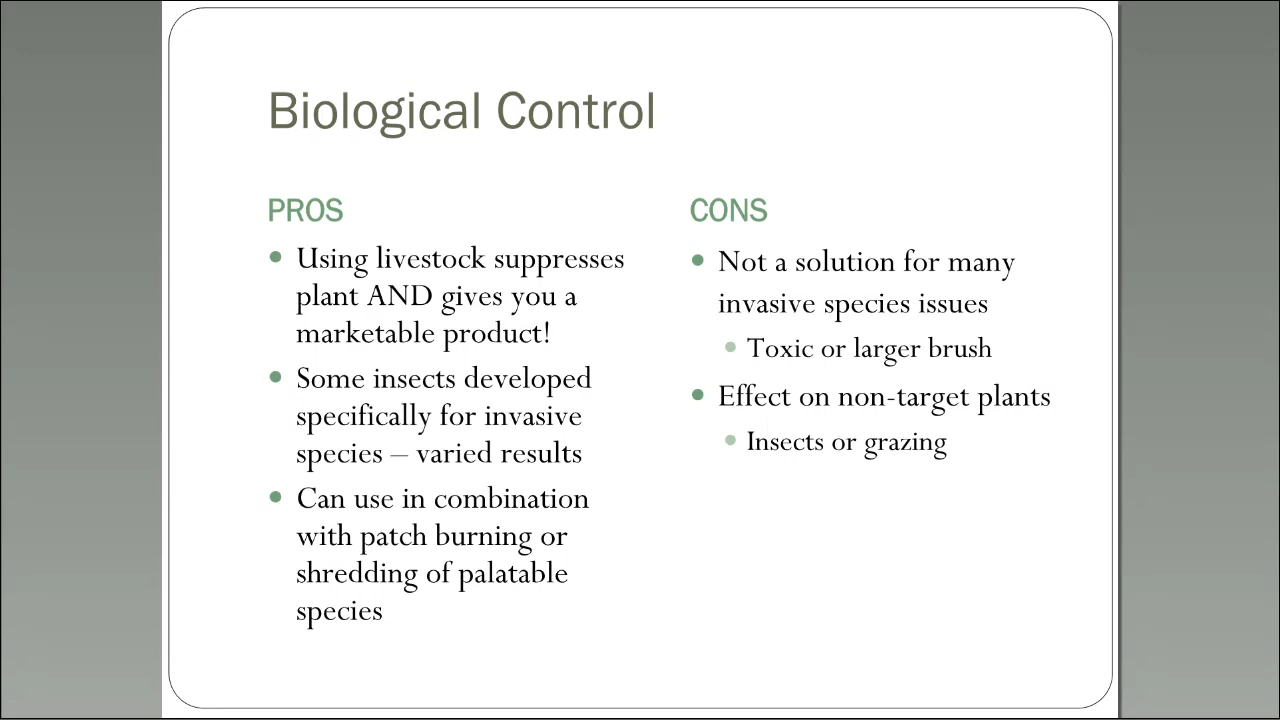 Biological Control
PROS
• Using livestock suppresses
plant AND gives you a
marketable product!
• Some insects developed
specifically for invasive
species – varied results
• Can use in combination
with patch burning or
shredding of palatable
species
CONS
• Not a solution for many
invasive species issues
• Toxic or larger brush
• Effect on non-target plants
• Insects or grazing